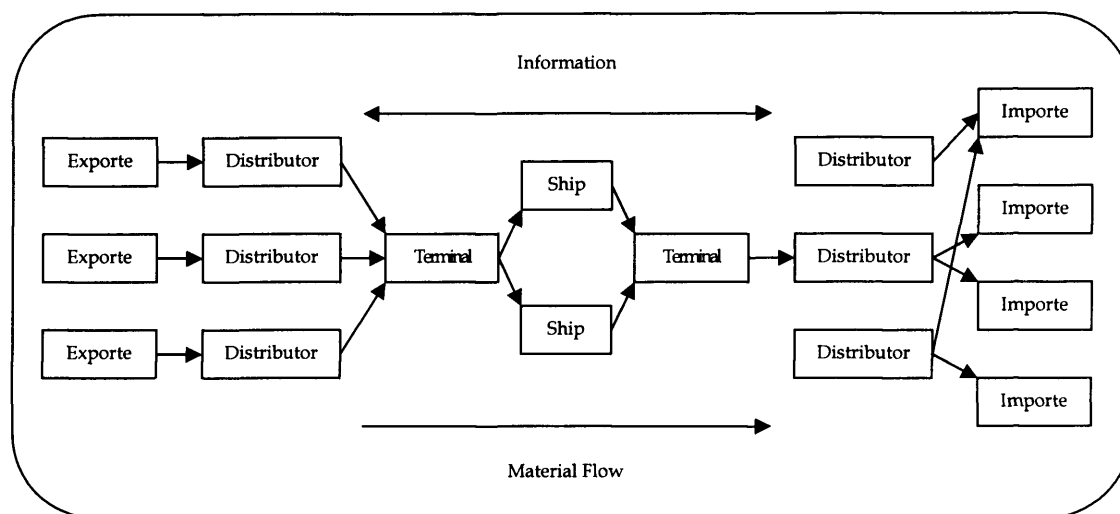 Information
Importe
Exporte
Distributor
Distributor
Ship
Importe
Exporte
Distributor
Terminal
Terminal
Distributor
Importe
Ship
Exporte
Distributor
Distributor
Importe
Material Flow